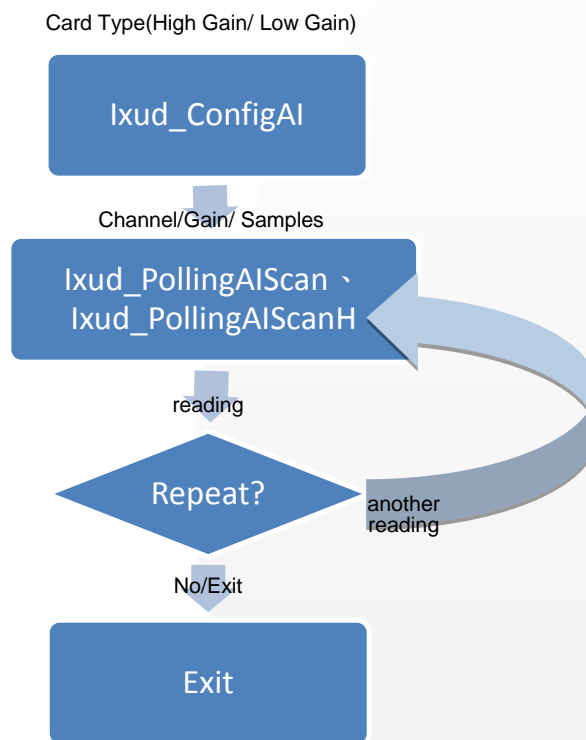 Card Type(High Gain/ Low Gain)
Ixud_ConfigAI
Channel/Gain/ Samples
Ixud_PollingAIScan、
Ixud_PollingAIScanH
reading
Repeat?
another
reading
No/Exit
Exit